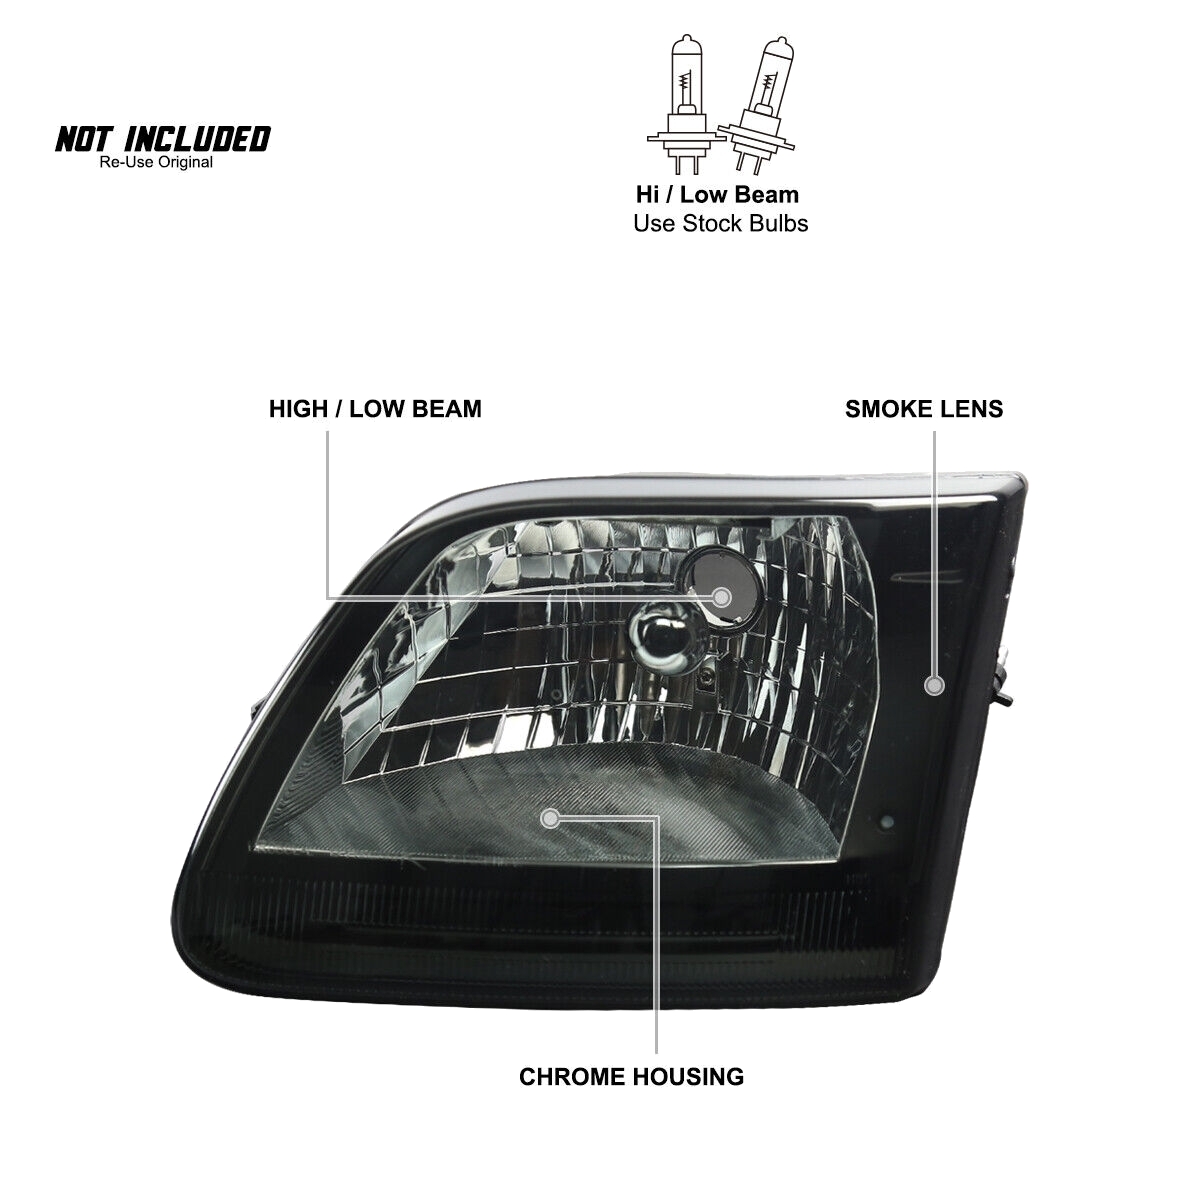 NOT INCLUDED
Re-Use Original
Hi / Low Beam
Use Stock Bulbs
HIGH / LOW BEAM
SMOKE LENS
CHROME HOUSING